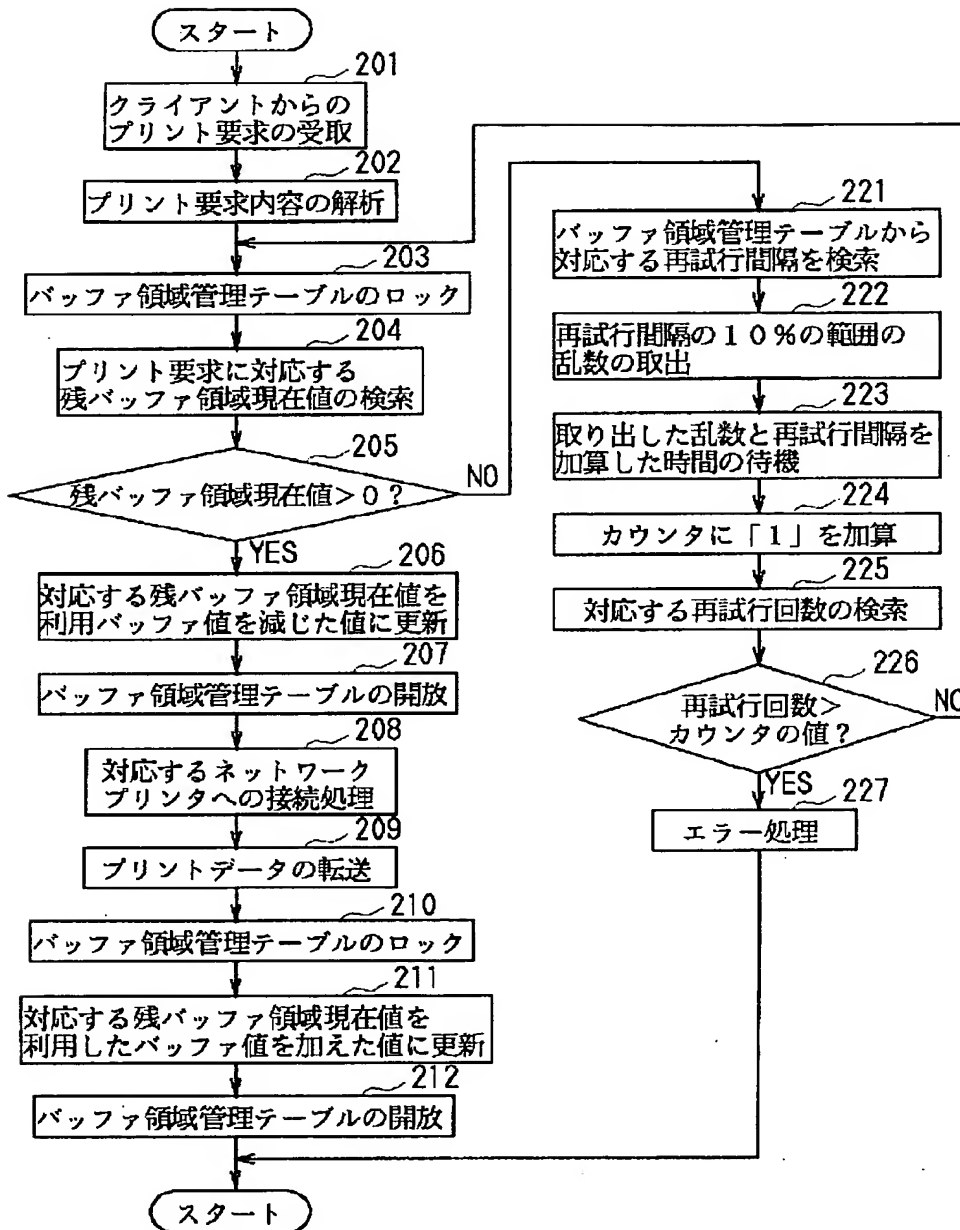 スタート
201
クライアントからの
プリント要求の受取
202
プリント要求内容の解析
203
バッファ領域管理テーブルのロック
204
プリント要求に対応する
残バッファ領域現在値の検索
205
残バッファ領域現在値>0?
NO
YES
206
対応する残バッファ領域現在値を
利用バッファ値を減じた値に更新
207
バッファ領域管理テーブルの開放
208
対応するネットワーク
プリンタへの接続処理
209
プリントデータの転送
210
バッファ領域管理テーブルのロック
211
対応する残バッファ領域現在値を
利用したバッファ値を加えた値に更新
212
バッファ領域管理テーブルの開放
スタート
221
バッファ領域管理テーブルから
対応する再試行間隔を検索
222
再試行間隔の10%の範囲の
乱数の取出
223
取り出した乱数と再試行間隔を
加算した時間の待機
224
カウンタに「1」を加算
225
対応する再試行回数の検索
226
再試行回数>
カウンタの値?
NO
YES
227
エラー処理